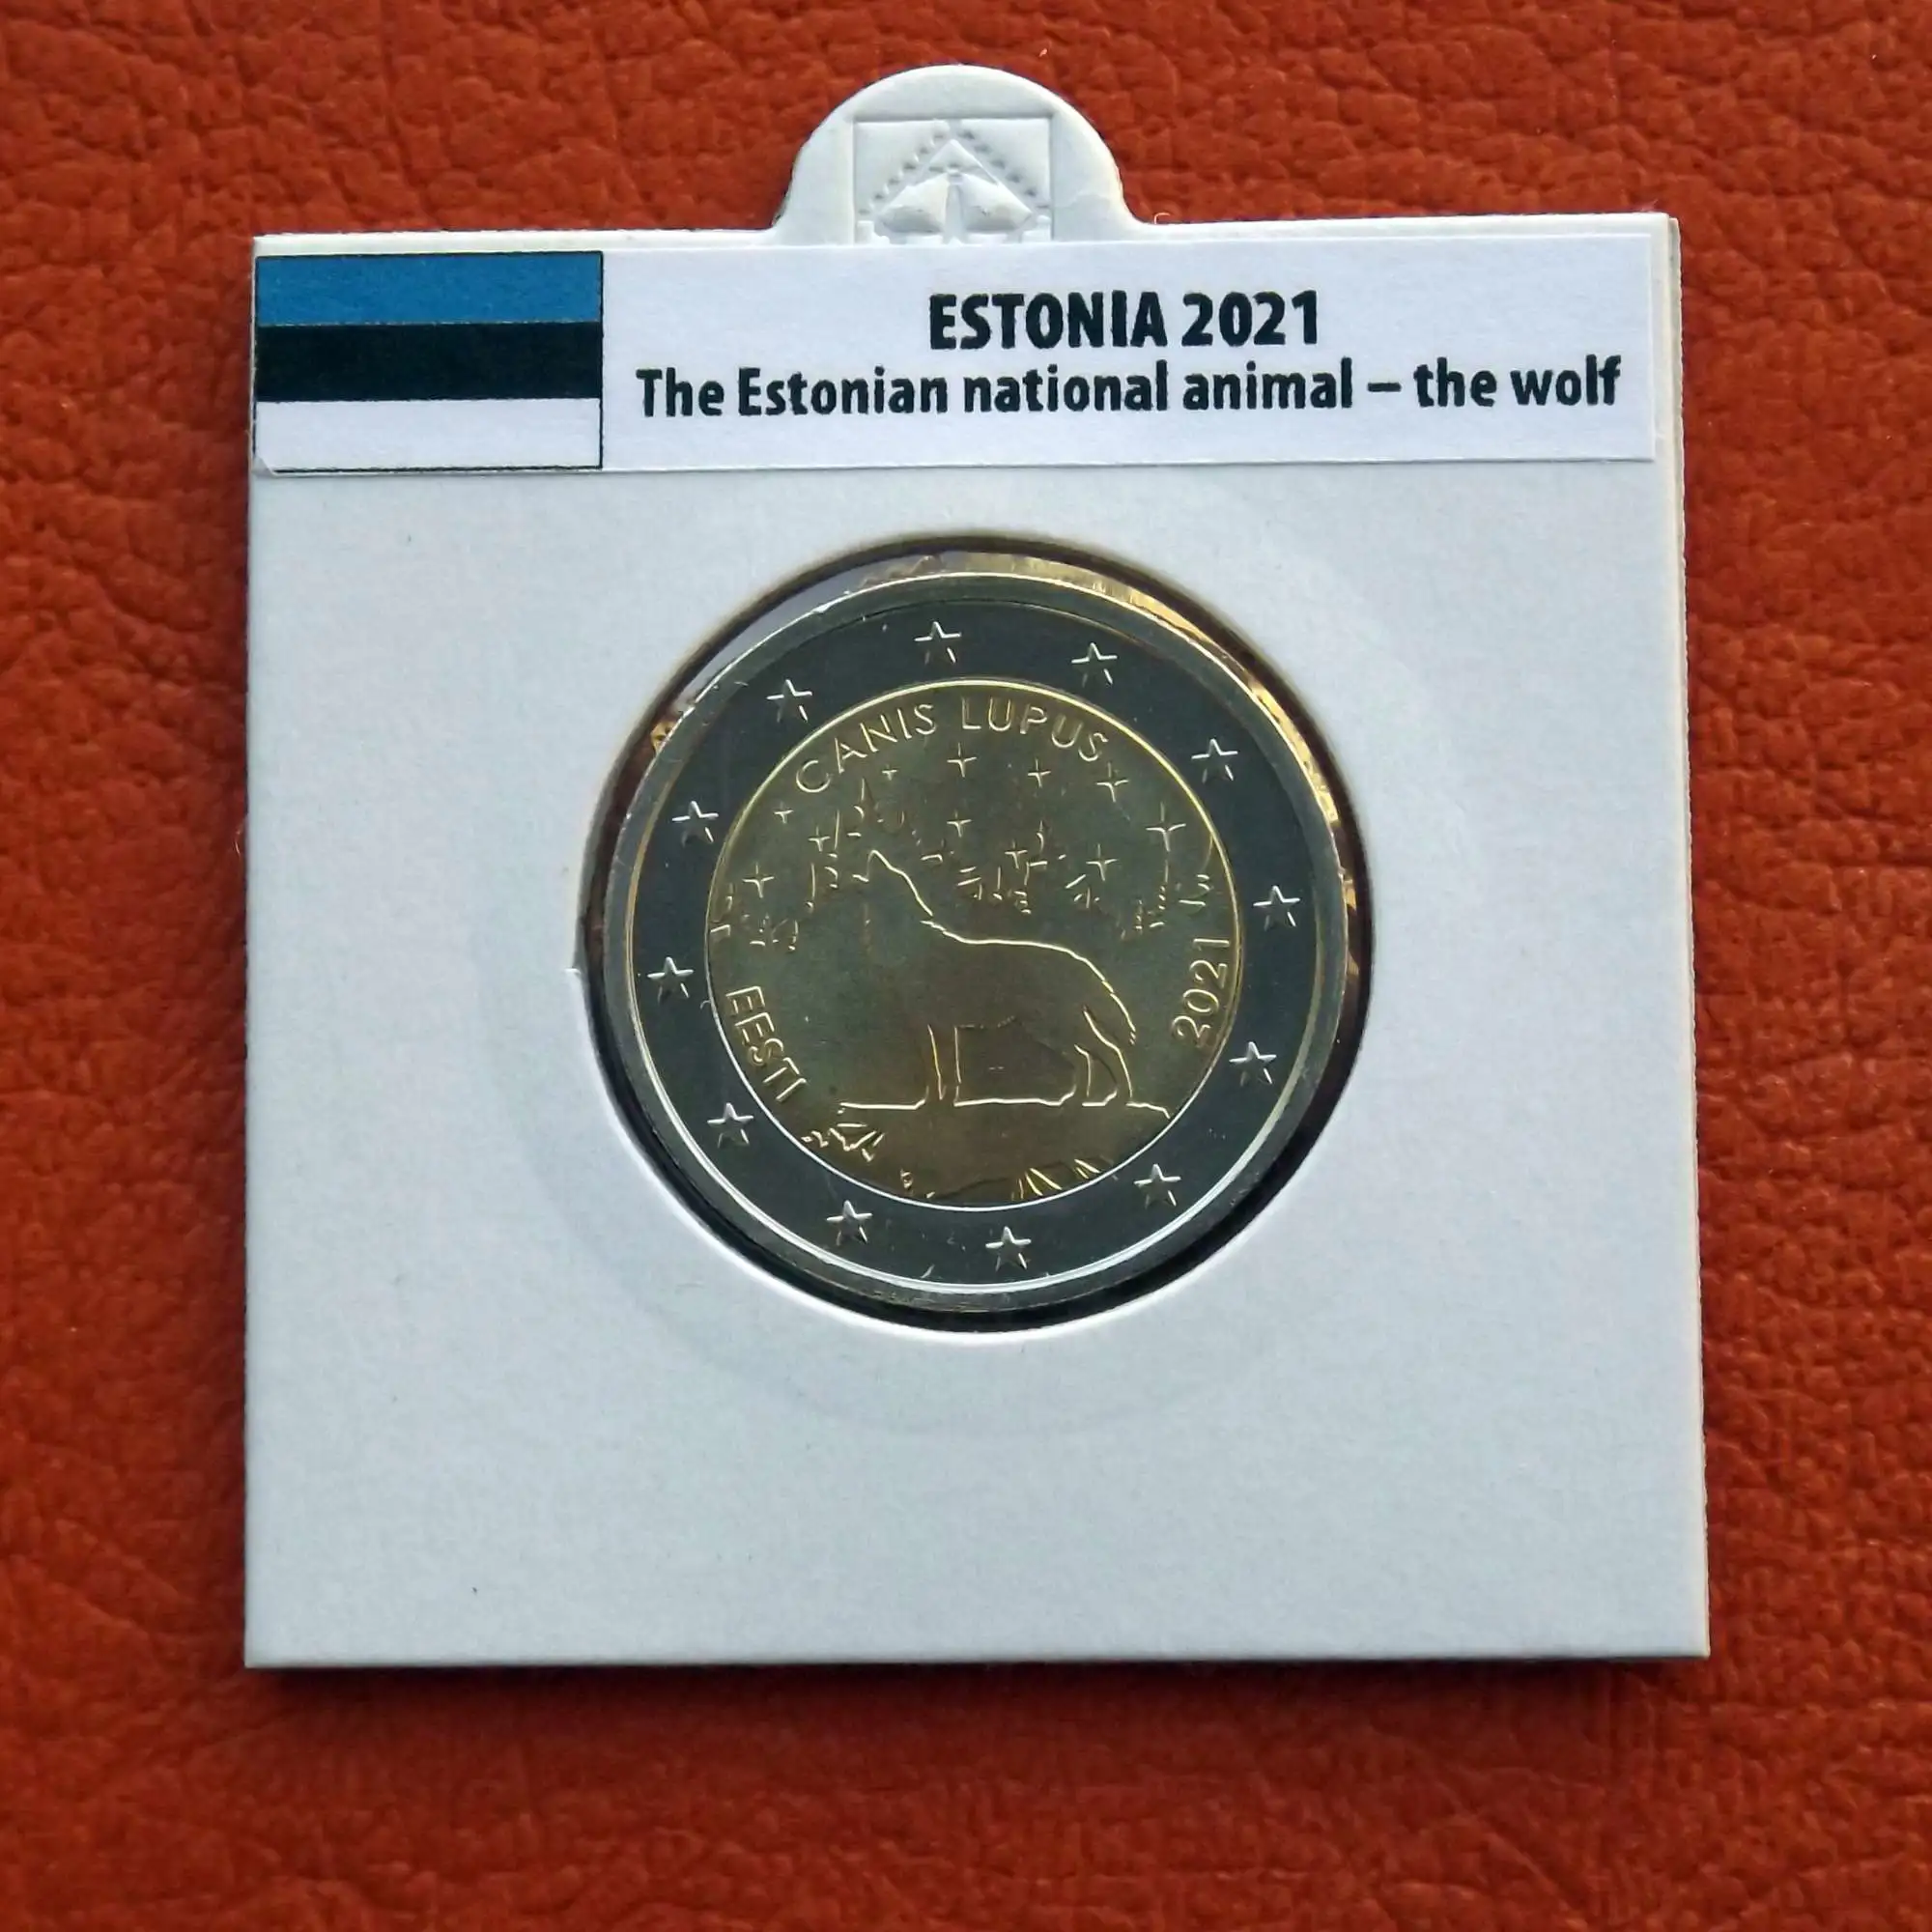 ESTONIA 2021
The Estonian national animal – the wolf
CANIS LUPUS
EESTI
2021